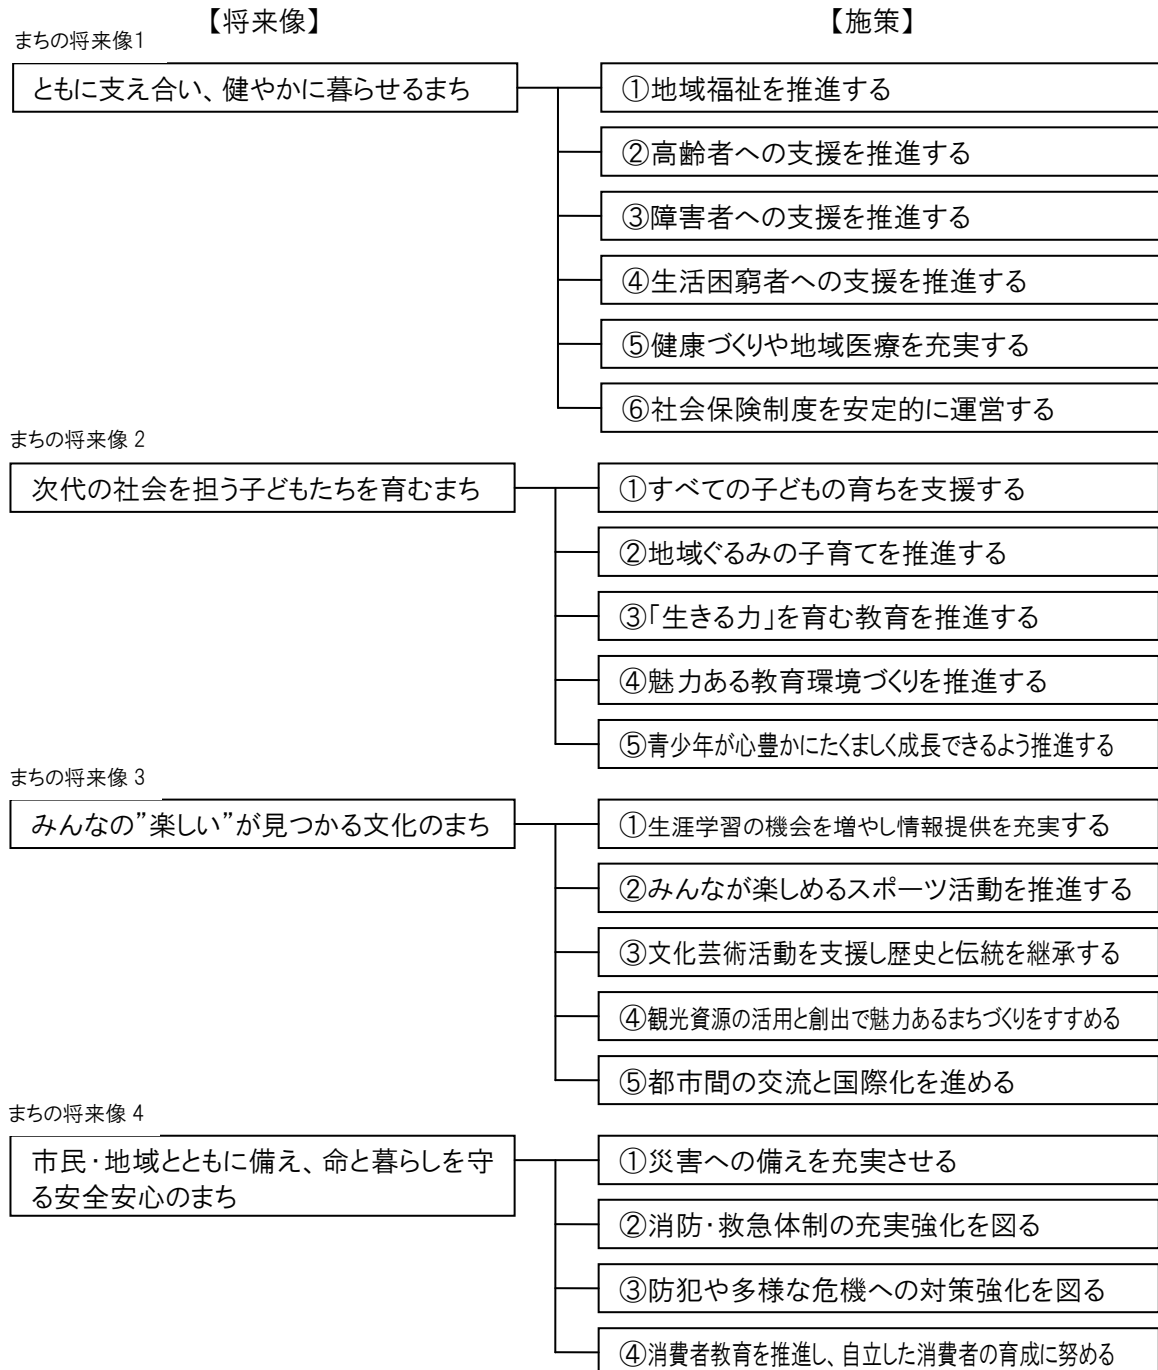 【将来像】
【施策】
まちの将来像1
ともに支え合い、健やかに暮らせるまち
①地域福祉を推進する
②高齢者への支援を推進する
③障害者への支援を推進する
④生活困窮者への支援を推進する
⑤健康づくりや地域医療を充実する
⑥社会保険制度を安定的に運営する
まちの将来像 2
次代の社会を担う子どもたちを育むまち
①すべての子どもの育ちを支援する
②地域ぐるみの子育てを推進する
③「生きる力」を育む教育を推進する
④魅力ある教育環境づくりを推進する
⑤青少年が心豊かにたくましく成長できるよう推進する
まちの将来像 3
みんなの”楽しい”が見つかる文化のまち
①生涯学習の機会を増やし情報提供を充実する
②みんなが楽しめるスポーツ活動を推進する
③文化芸術活動を支援し歴史と伝統を継承する
④観光資源の活用と創出で魅力あるまちづくりをすすめる
⑤都市間の交流と国際化を進める
まちの将来像 4
市民・地域とともに備え、命と暮らしを守
る安全安心のまち
①災害への備えを充実させる
②消防・救急体制の充実強化を図る
③防犯や多様な危機への対策強化を図る
④消費者教育を推進し、自立した消費者の育成に努める